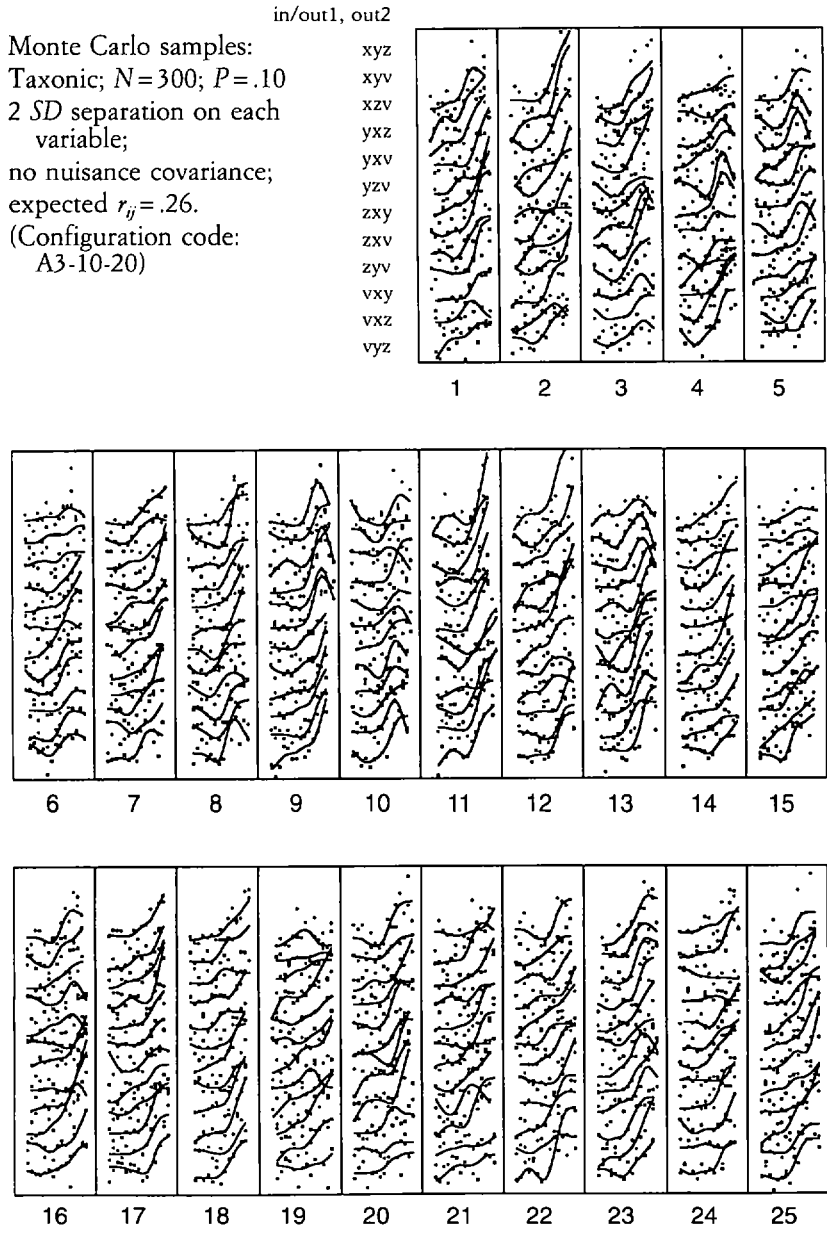 in/out1, out2
Monte Carlo samples:
Taxonic; N=300; P=.10
2 SD separation on each
variable;
no nuisance covariance;
expected r_ij=.26.
(Configuration code:
A3-10-20)
xyz
xyv
xzv
yxz
yxv
yzv
zxy
zxv
zyv
vxy
vxz
vyz
1 2 3 4 5
6 7 8 9 10 11 12 13 14 15
16 17 18 19 20 21 22 23 24 25